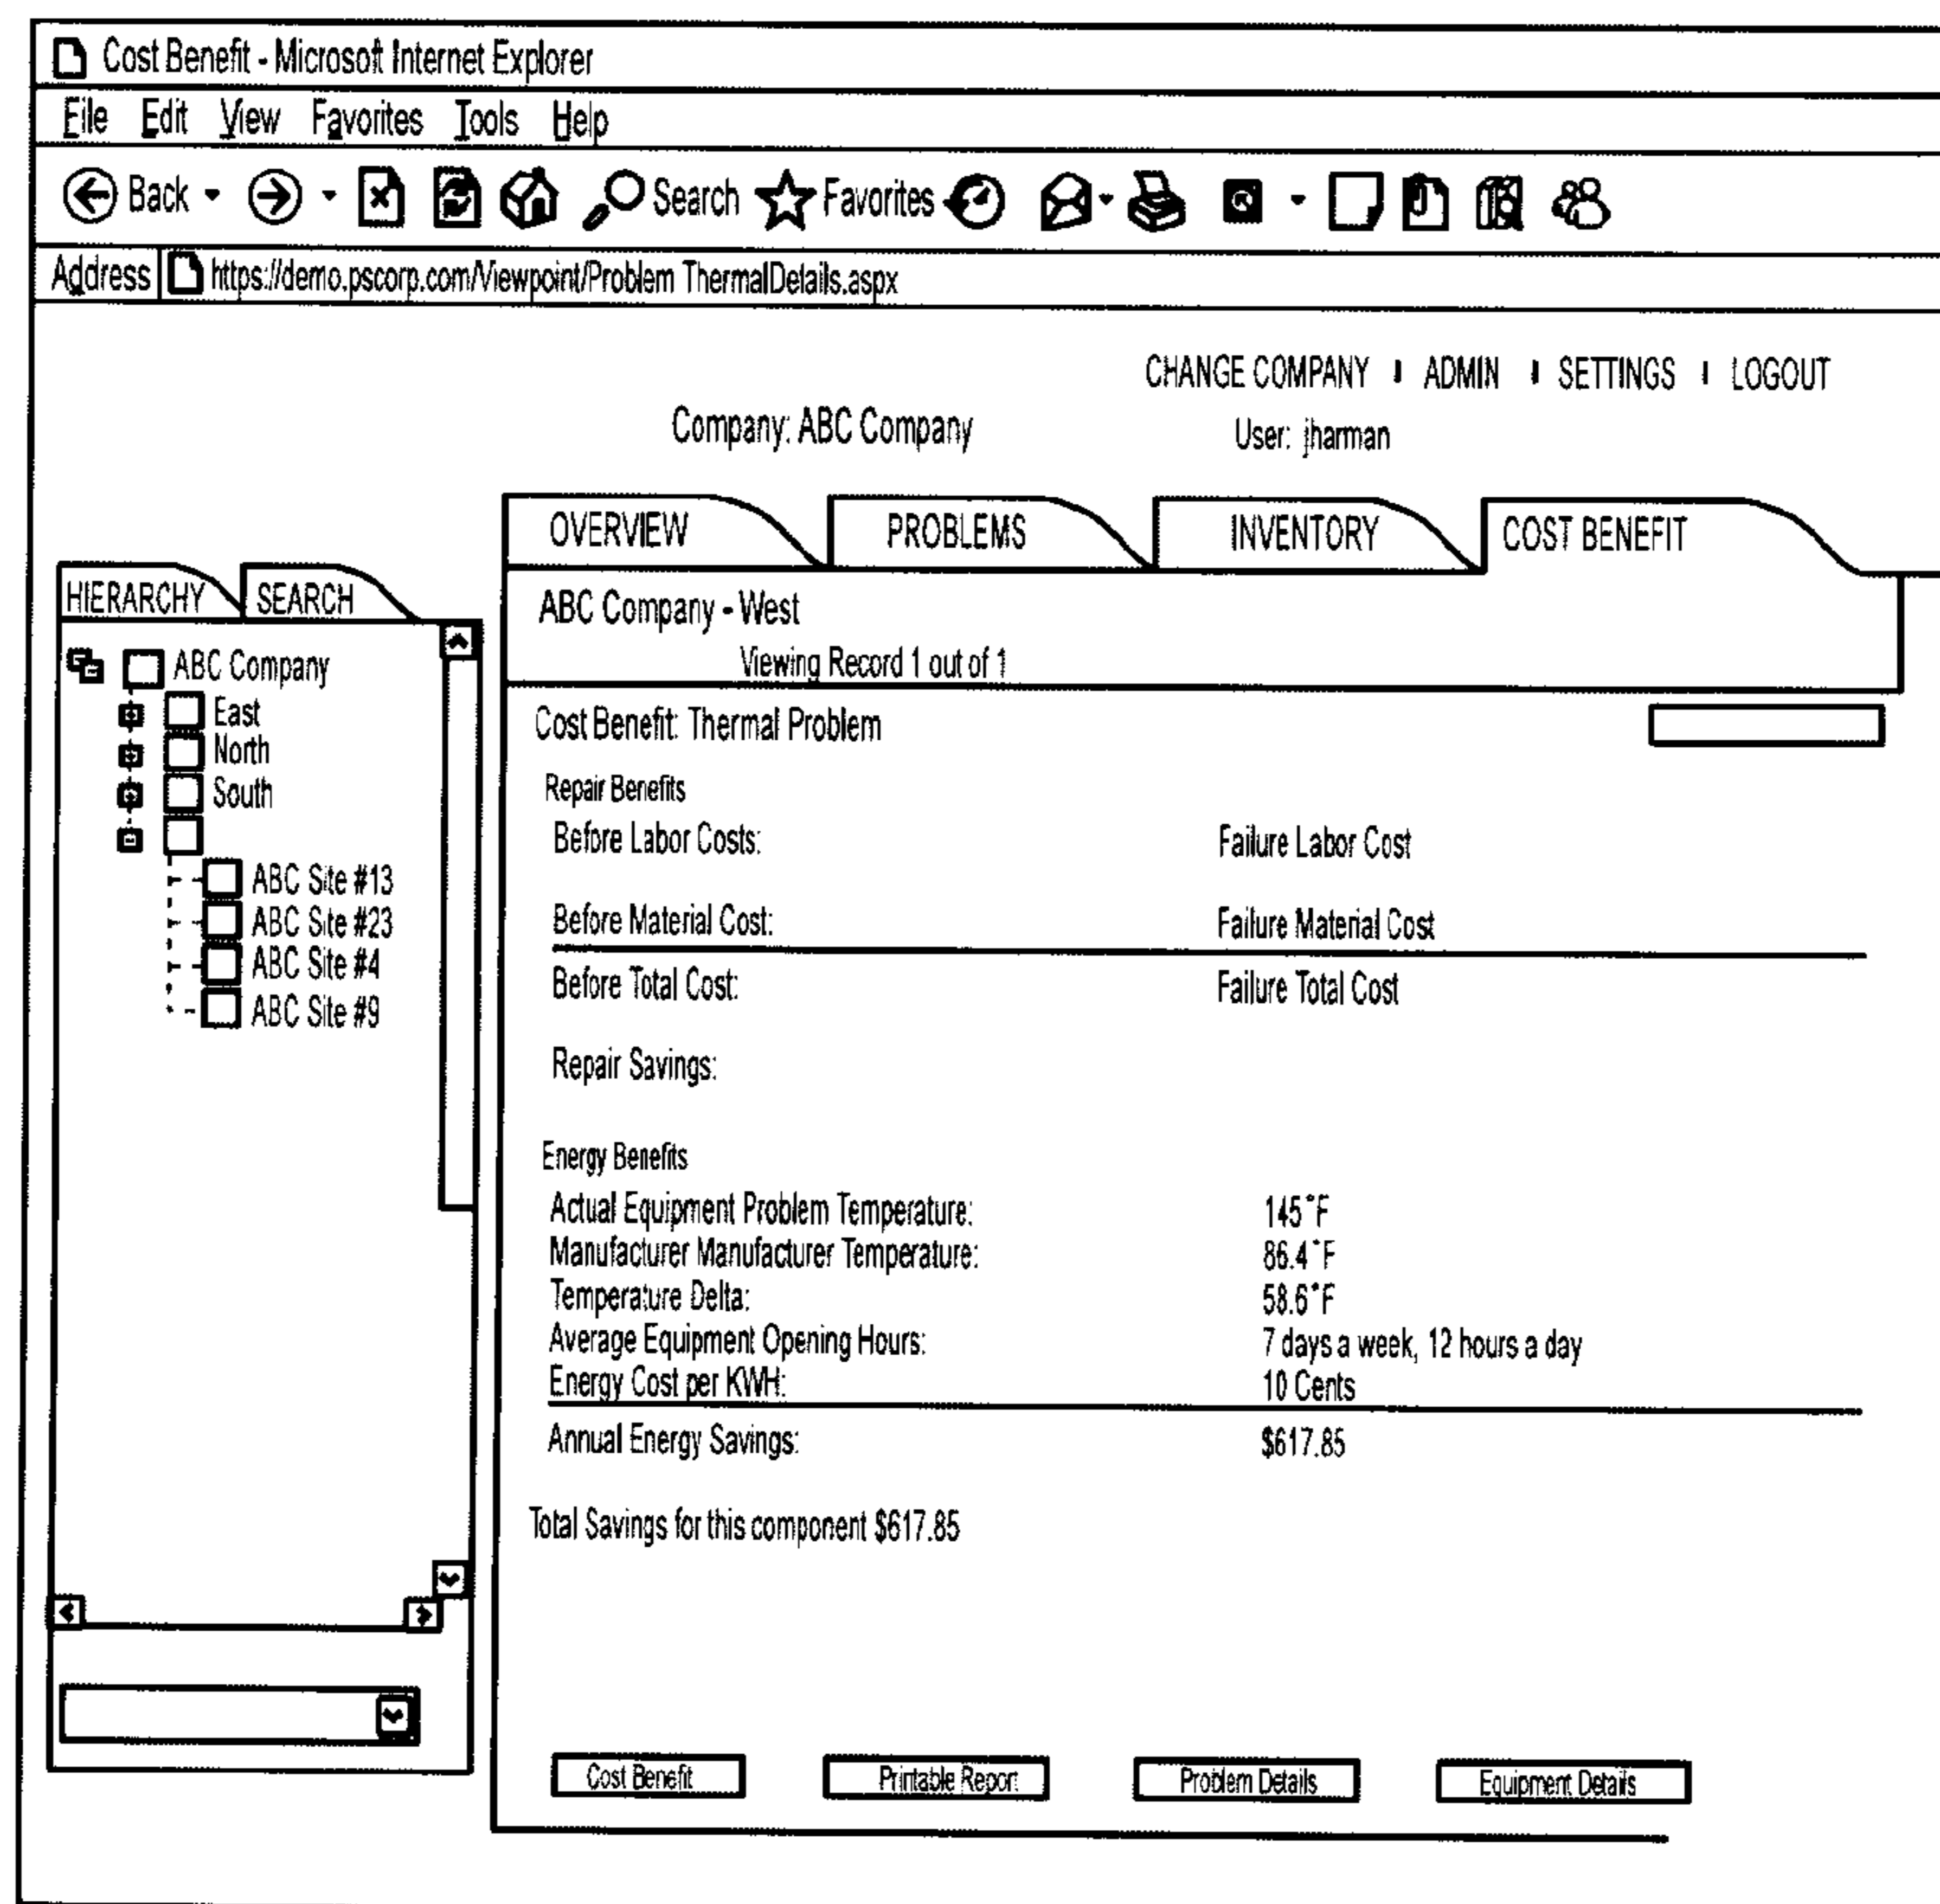 Cost Benefit - Microsoft Internet Explorer
File Edit View Favorites Tools Help
Back Search Favorites
Address https://demo.pscorp.com/Viewpoint/Problem ThermalDetails.aspx
CHANGE COMPANY | ADMIN | SETTINGS | LOGOUT
Company: ABC Company User: jharman
OVERVIEW PROBLEMS INVENTORY COST BENEFIT
HIERARCHY SEARCH
ABC Company
East
North
South
ABC Site #13
ABC Site #23
ABC Site #4
ABC Site #9
ABC Company - West
Viewing Record 1 out of 1
Cost Benefit: Thermal Problem
Repair Benefits
Before Labor Costs: Failure Labor Cost
Before Material Cost: Failure Material Cost
Before Total Cost: Failure Total Cost
Repair Savings:
Energy Benefits
Actual Equipment Problem Temperature: 145°F
Manufacturer Manufacturer Temperature: 86.4°F
Temperature Delta: 58.6°F
Average Equipment Opening Hours: 7 days a week, 12 hours a day
Energy Cost per KWH: 10 Cents
Annual Energy Savings: $617.85
Total Savings for this component $617.85
Cost Benefit Printable Report Problem Details Equipment Details